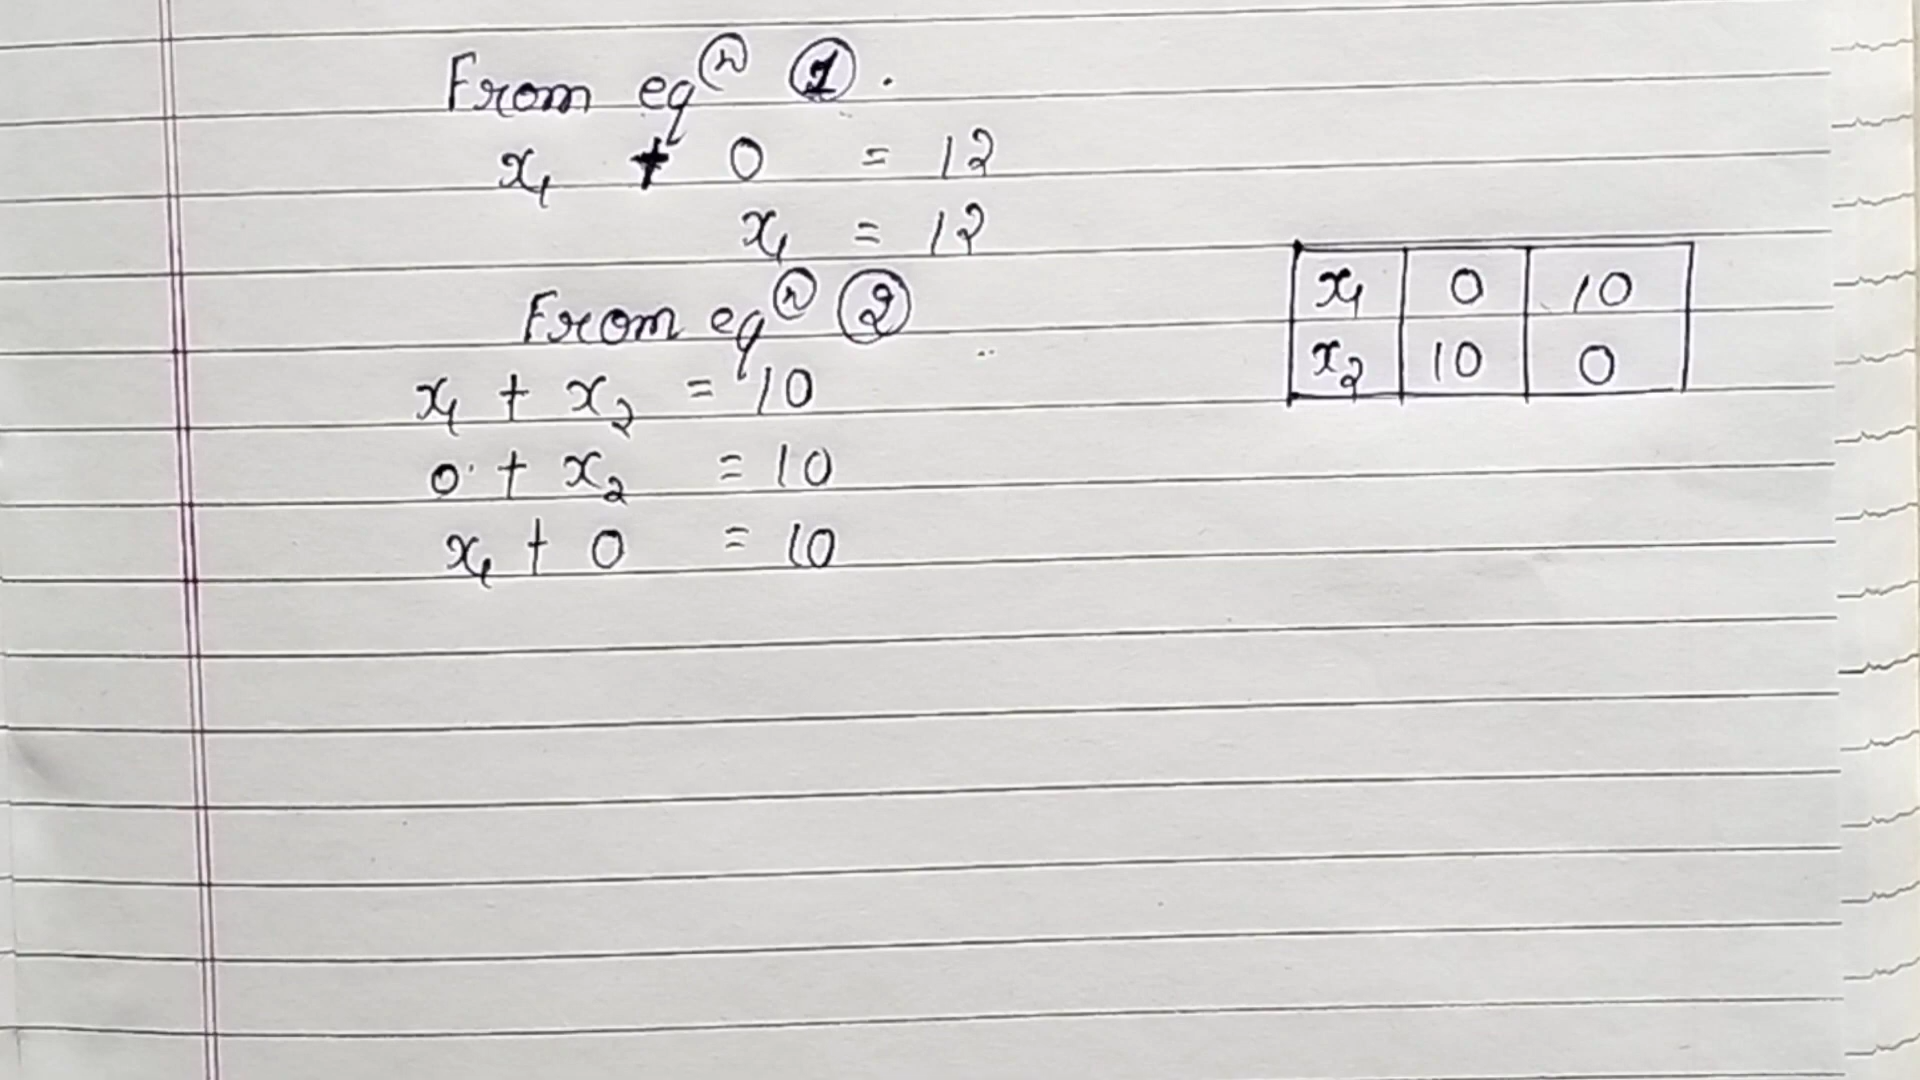 From eqⓝ ①.
x₁ + 0 = 12
x₁ = 12
From eqⓝ ②
x₁ + x₂ = 10
0 + x₂ = 10
x₁ + 0 = 10
x₁ 0 10
x₂ 10 0